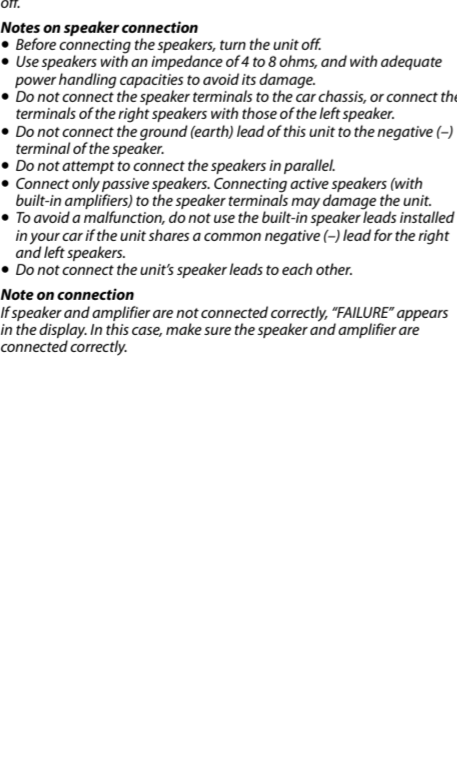 off.
Notes on speaker connection
• Before connecting the speakers, turn the unit off.
• Use speakers with an impedance of 4 to 8 ohms, and with adequate
power handling capacities to avoid its damage.
• Do not connect the speaker terminals to the car chassis, or connect the
terminals of the right speakers with those of the left speaker.
• Do not connect the ground (earth) lead of this unit to the negative (–)
terminal of the speaker.
• Do not attempt to connect the speakers in parallel.
• Connect only passive speakers. Connecting active speakers (with
built-in amplifiers) to the speaker terminals may damage the unit.
• To avoid a malfunction, do not use the built-in speaker leads installed
in your car if the unit shares a common negative (–) lead for the right
and left speakers.
• Do not connect the unit’s speaker leads to each other.
Note on connection
If speaker and amplifier are not connected correctly, “FAILURE” appears
in the display. In this case, make sure the speaker and amplifier are
connected correctly.